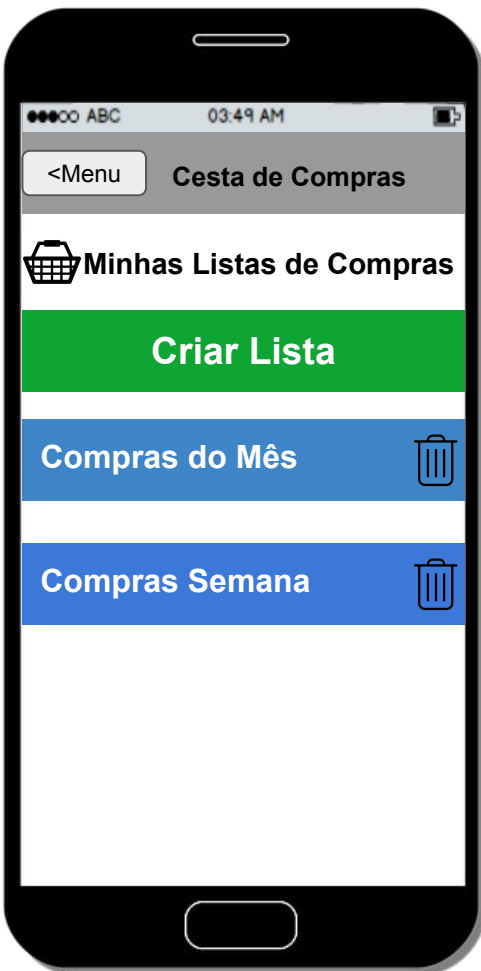 ABC 03:49 AM
<Menu Cesta de Compras
Minhas Listas de Compras
Criar Lista
Compras do Mês
Compras Semana